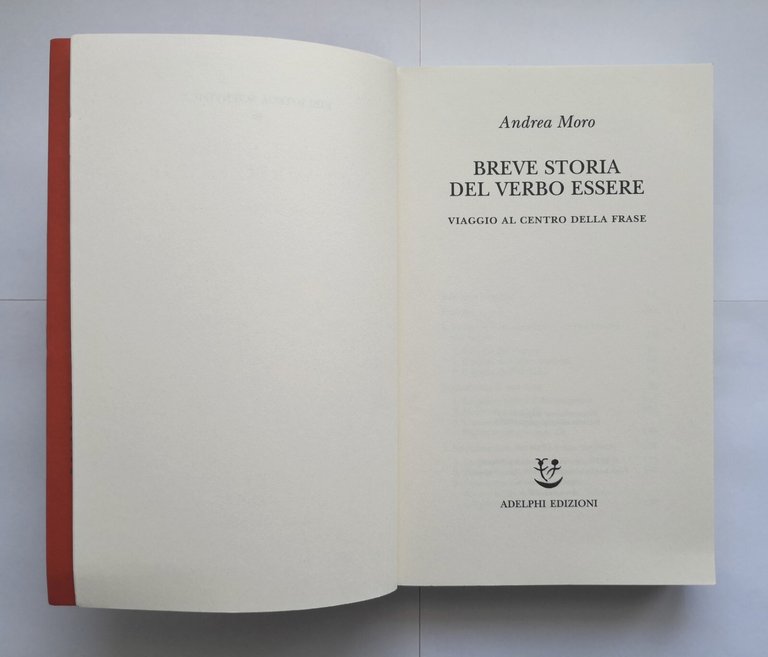 Andrea Moro
BREVE STORIA
DEL VERBO ESSERE
VIAGGIO AL CENTRO DELLA FRASE
ADELPHI EDIZIONI